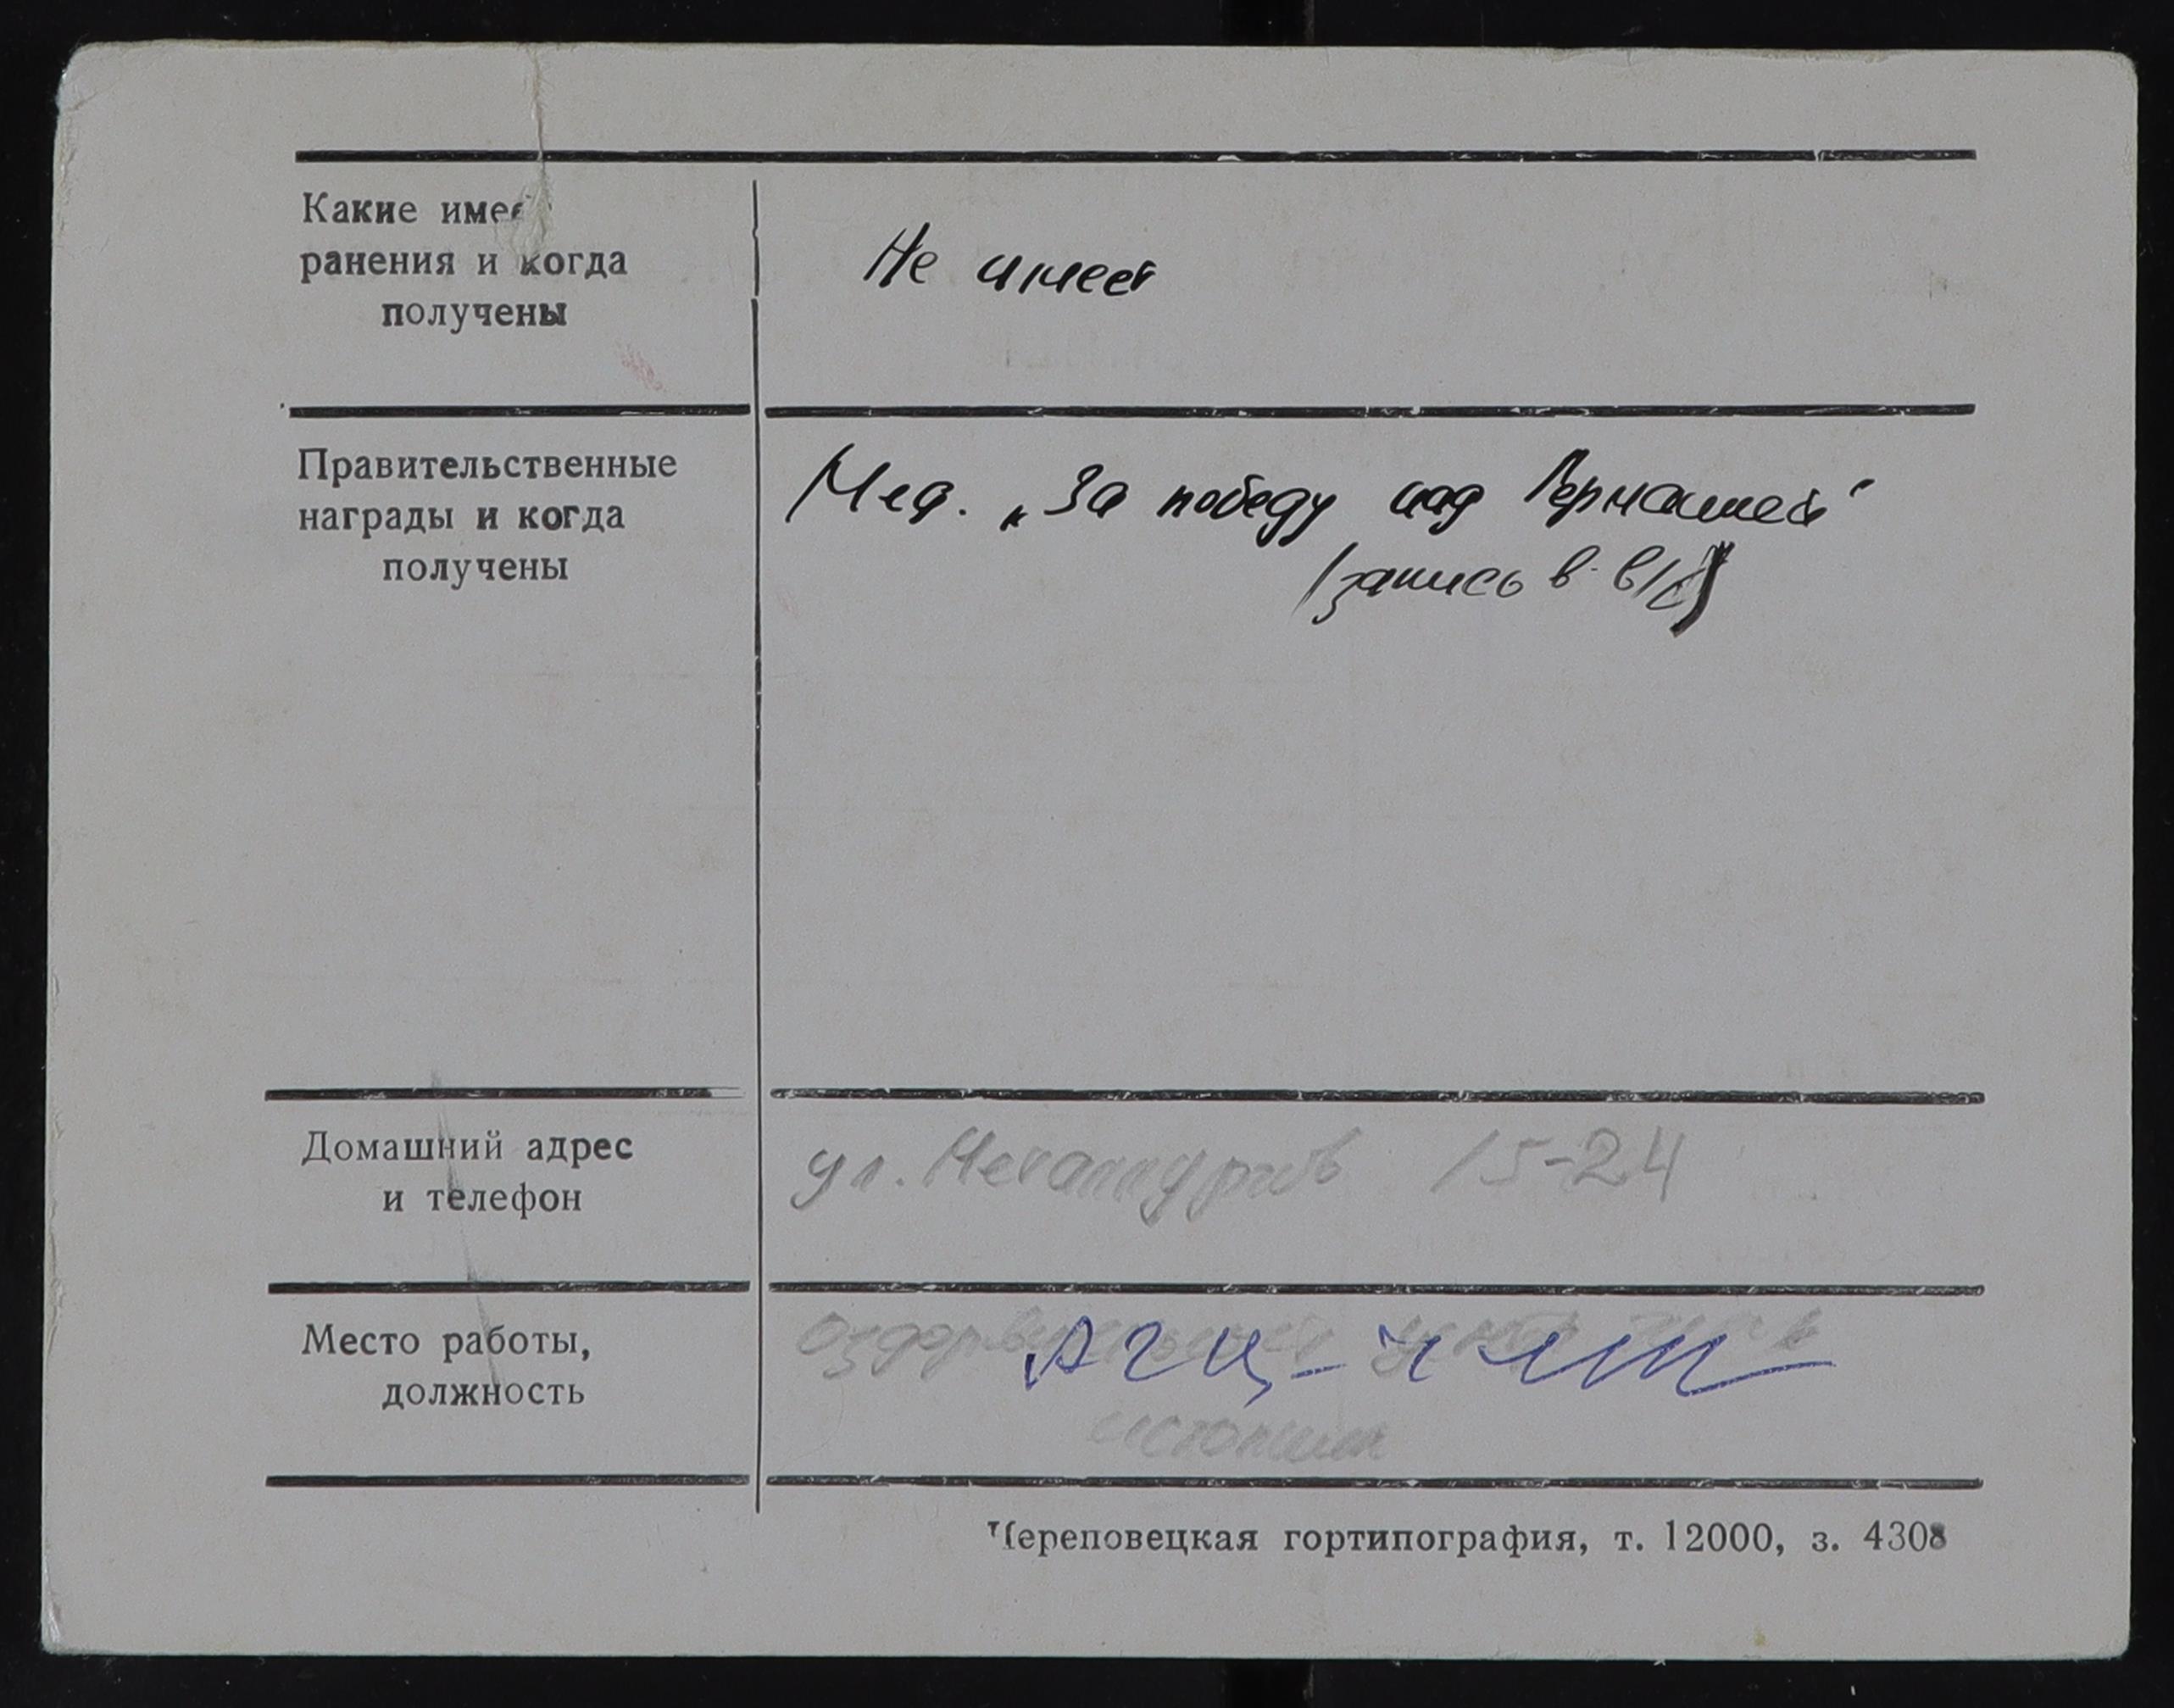 Какие име
ранения и когда
получены
Не имеет
Правительственные
награды и когда
получены
Мед. „За победу над Германией"
(запись в в/б)
Домашний адрес
и телефон
ул. Металлургов 15-24
Место работы,
должность
Череповецкая гортипография, т. 12000, з. 4308